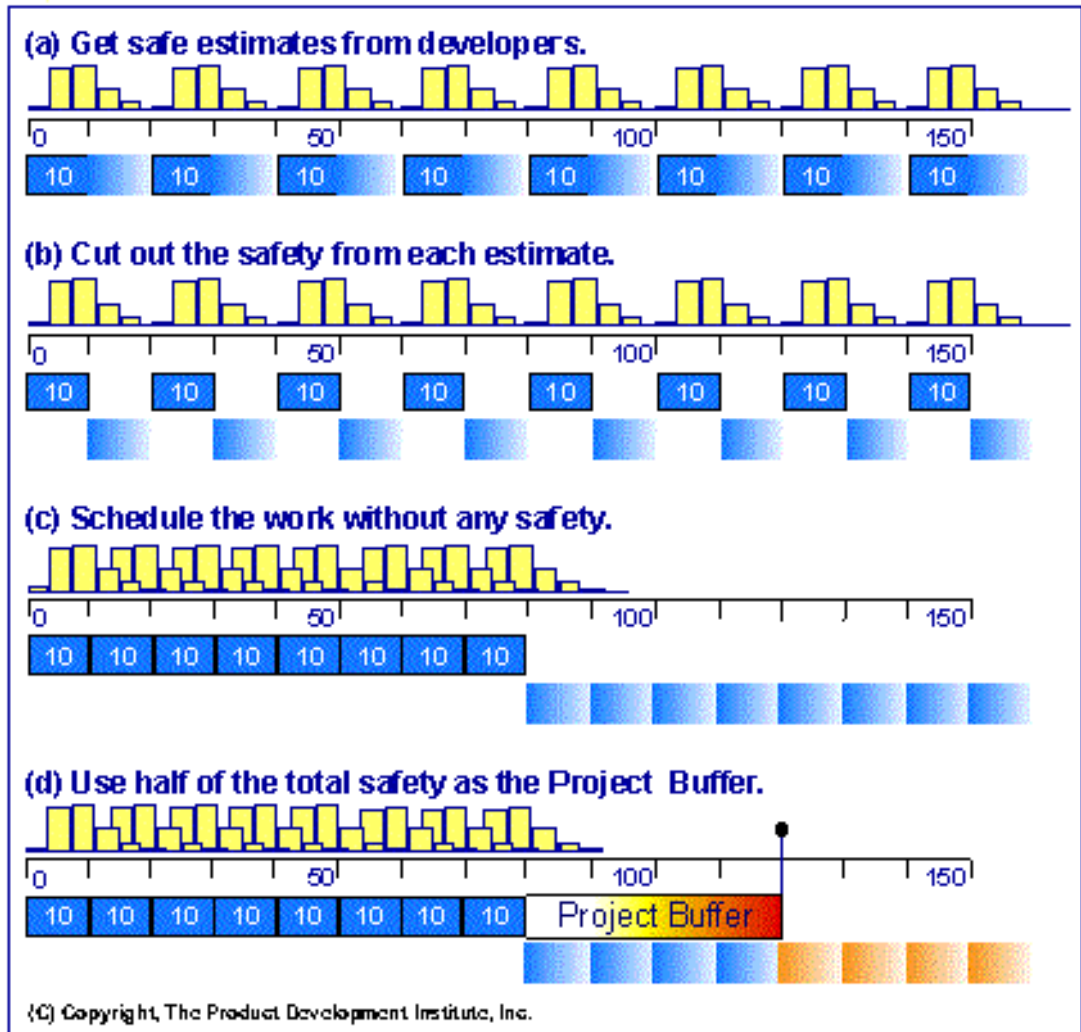 (a) Get safe estimates from developers.
0 50 100 150
10 10 10 10 10 10 10 10
(b) Cut out the safety from each estimate.
0 50 100 150
10 10 10 10 10 10 10 10
(c) Schedule the work without any safety.
0 50 100 150
10 10 10 10 10 10 10 10
(d) Use half of the total safety as the Project Buffer.
0 50 100 150
10 10 10 10 10 10 10 10 Project Buffer
(C) Copyright, The Product Development Institute, Inc.